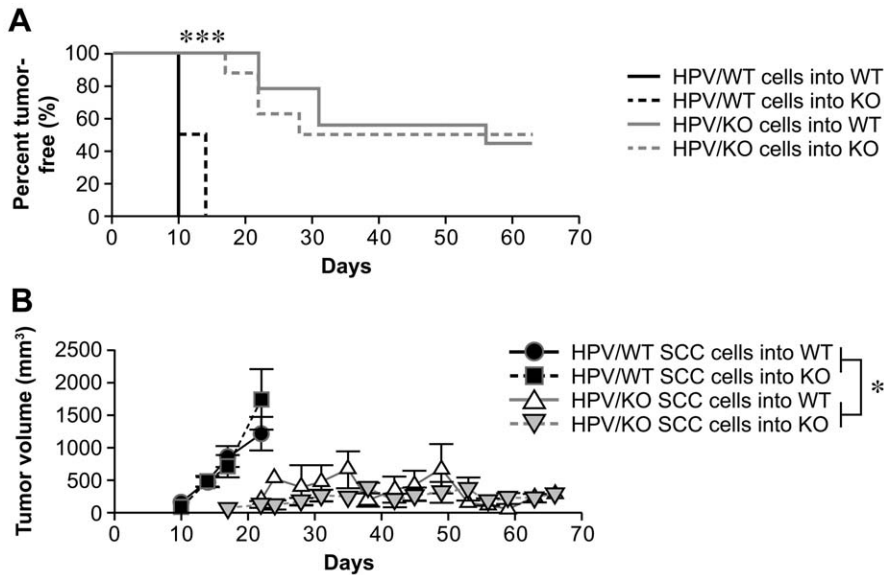 A
***
Percent tumor-
free (%)
100
80
60
40
20
0
0 10 20 30 40 50 60 70
Days
HPV/WT cells into WT
HPV/WT cells into KO
HPV/KO cells into WT
HPV/KO cells into KO
B
Tumor volume (mm³)
2500
2000
1500
1000
500
0
0 10 20 30 40 50 60 70
Days
HPV/WT SCC cells into WT
HPV/WT SCC cells into KO
HPV/KO SCC cells into WT
HPV/KO SCC cells into KO
*